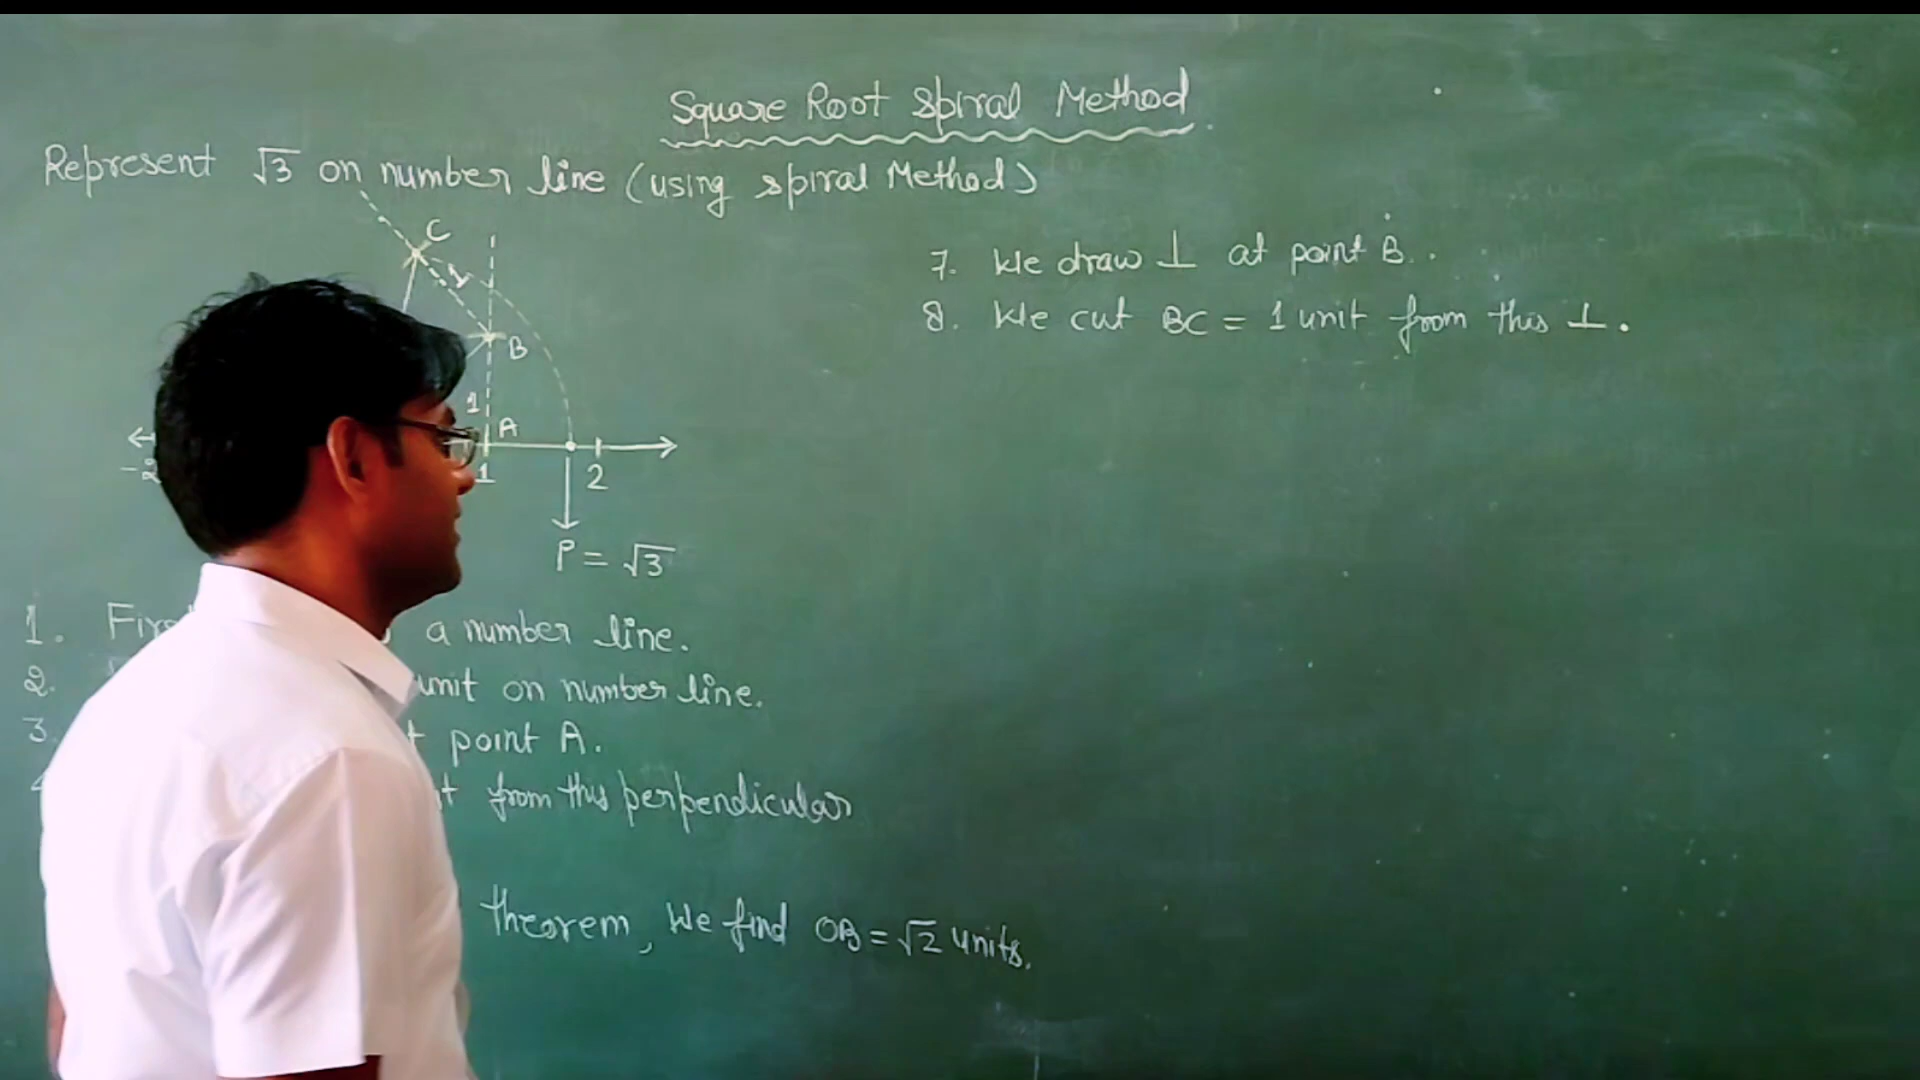 Square Root Spiral Method
Represent √3 on number line (using spiral Method)
C
1
B
1
A
1
2
P = √3
1. a number line.
2. unit on number line.
3. point A.
from this perpendicular
theorem, We find OB = √2 units.
7. We draw ⊥ at point B.
8. We cut BC = 1 unit from this ⊥.